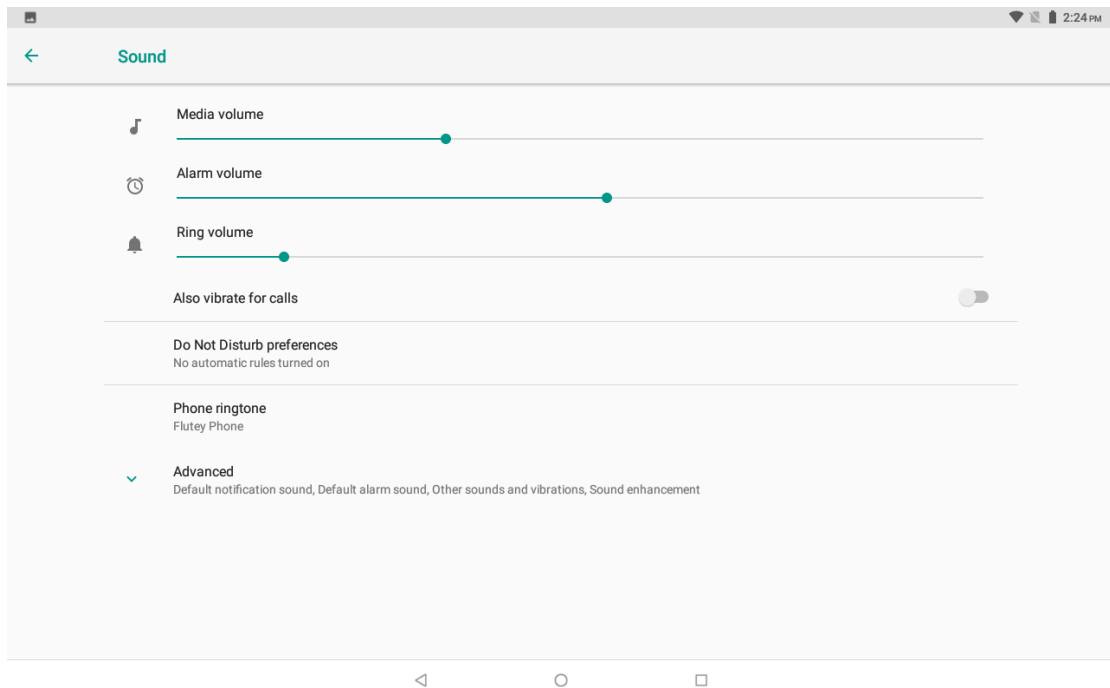 2:24 PM
Sound
Media volume
Alarm volume
Ring volume
Also vibrate for calls
Do Not Disturb preferences
No automatic rules turned on
Phone ringtone
Flutey Phone
Advanced
Default notification sound, Default alarm sound, Other sounds and vibrations, Sound enhancement